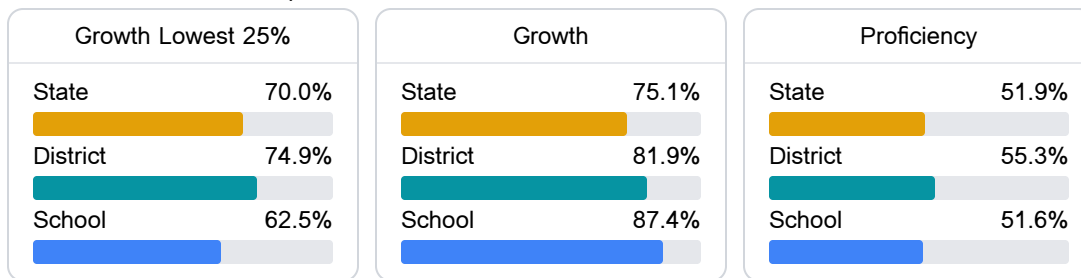 Growth Lowest 25%
State 70.0%
District 74.9%
School 62.5%
Growth
State 75.1%
District 81.9%
School 87.4%
Proficiency
State 51.9%
District 55.3%
School 51.6%